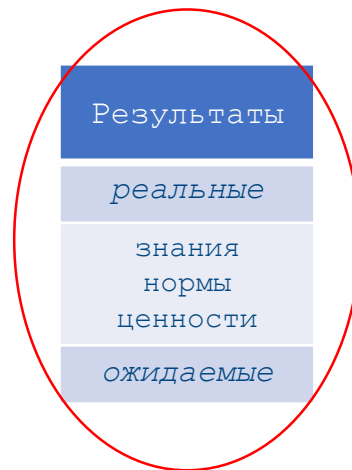 Результаты
реальные
знания
нормы
ценности
ожидаемые